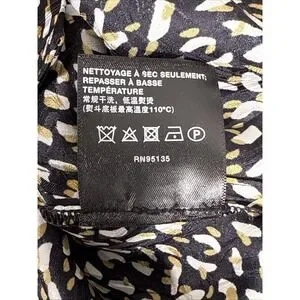 NETTOYAGE À SEC SEULEMENT;
REPASSER À BASSE
TEMPÉRATURE
常规干洗, 低温熨烫
(熨斗底板最高温度110℃)
P
RN95135